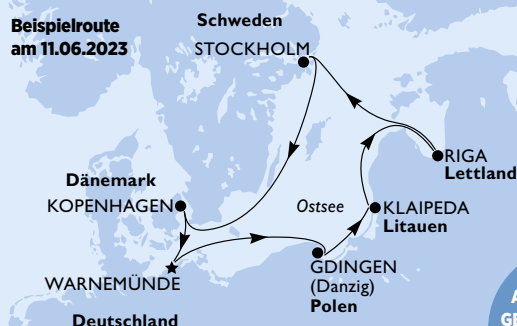 Beispielroute
am 11.06.2023
Schweden
STOCKHOLM
RIGA
Lettland
Dänemark
KOPENHAGEN
Ostsee
KLAIPEDA
Litauen
WARNEMÜNDE
GDINGEN
(Danzig)
Polen
Deutschland